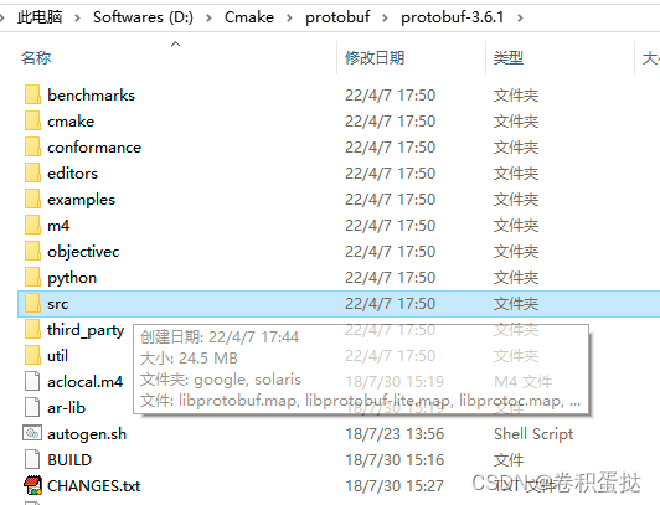 此电脑 > Softwares (D:) > Cmake > protobuf > protobuf-3.6.1 >
名称 修改日期 类型 大
benchmarks 22/4/7 17:50 文件夹
cmake 22/4/7 17:50 文件夹
conformance 22/4/7 17:50 文件夹
editors 22/4/7 17:50 文件夹
examples 22/4/7 17:50 文件夹
m4 22/4/7 17:50 文件夹
objectivec 22/4/7 17:50 文件夹
python 22/4/7 17:50 文件夹
src 22/4/7 17:50 文件夹
third_party 22/4/7 17:50 文件夹
创建日期: 22/4/7 17:44
util 22/4/7 17:50 文件夹
大小: 24.5 MB
aclocal.m4 18/7/30 15:19 M4 文件
文件夹: google, solaris
ar-lib 18/7/30 15:19 文件
文件: libprotobuf.map, libprotobuf-lite.map, libprotoc.map, ...
autogen.sh 18/7/23 13:56 Shell Script
BUILD 18/7/30 15:16 文件
CHANGES.txt 18/7/30 15:27 TXT 文件
CSDN @卷积蛋挞